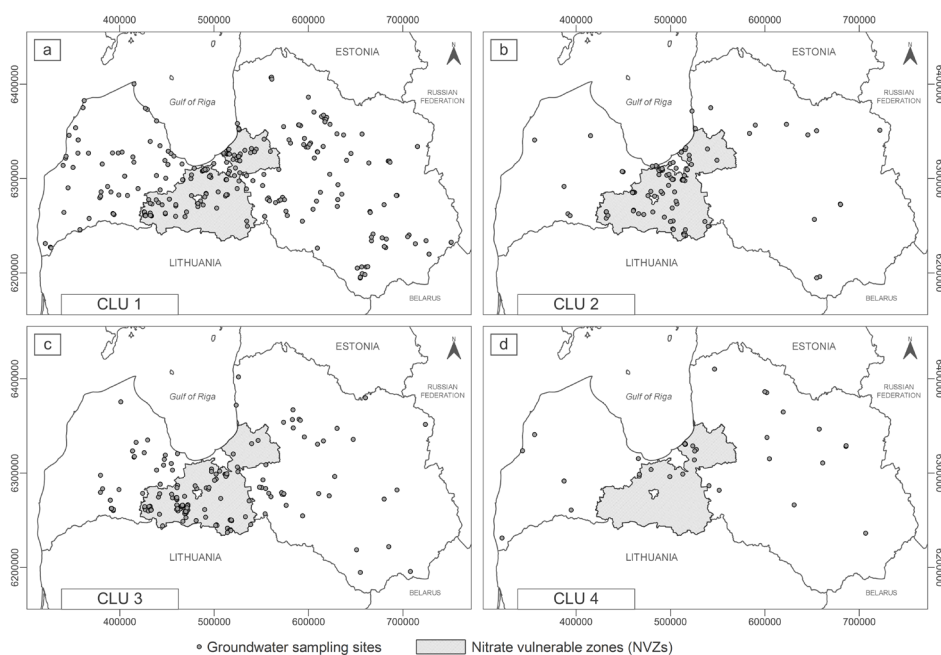 400000 500000 600000 700000 400000 500000 600000 700000
a
N
ESTONIA
RUSSIAN
FEDERATION
Gulf of Riga
LITHUANIA
BELARUS
CLU 1
6400000
6300000
6200000
b
N
ESTONIA
RUSSIAN
FEDERATION
Gulf of Riga
LITHUANIA
BELARUS
CLU 2
6400000
6300000
6200000
c
N
ESTONIA
RUSSIAN
FEDERATION
Gulf of Riga
LITHUANIA
BELARUS
CLU 3
6400000
6300000
6200000
d
N
ESTONIA
RUSSIAN
FEDERATION
Gulf of Riga
LITHUANIA
BELARUS
CLU 4
6400000
6300000
6200000
400000 500000 600000 700000 400000 500000 600000 700000
Groundwater sampling sites Nitrate vulnerable zones (NVZs)